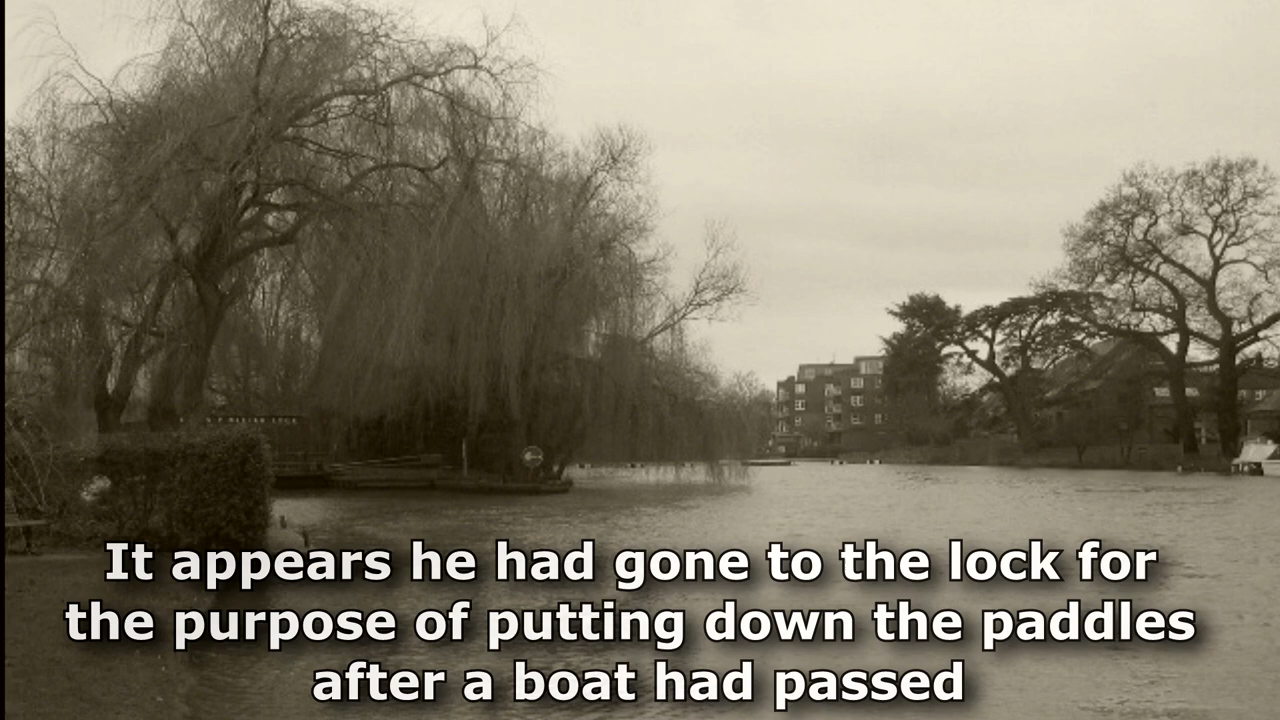 It appears he had gone to the lock for
the purpose of putting down the paddles
after a boat had passed